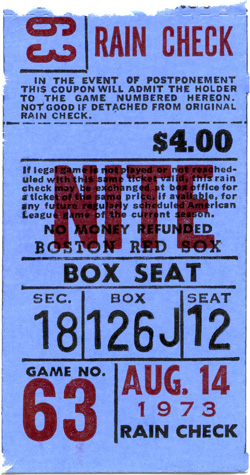 63 RAIN CHECK
IN THE EVENT OF POSTPONEMENT
THIS COUPON WILL ADMIT THE HOLDER
TO THE GAME NUMBERED HEREON.
NOT GOOD IF DETACHED FROM ORIGINAL
RAIN CHECK.
$4.00
NITE
If legal game is not played or not resched-
uled with this same ticket valid, this rain
check may be exchanged at box office for
a ticket of the same price, if available, for
any future regularly scheduled American
League game of the current season.
NO MONEY REFUNDED
BOSTON RED SOX
BOX SEAT
SEC. BOX SEAT
18 126J 12
GAME NO.
63
AUG. 14
1973
RAIN CHECK